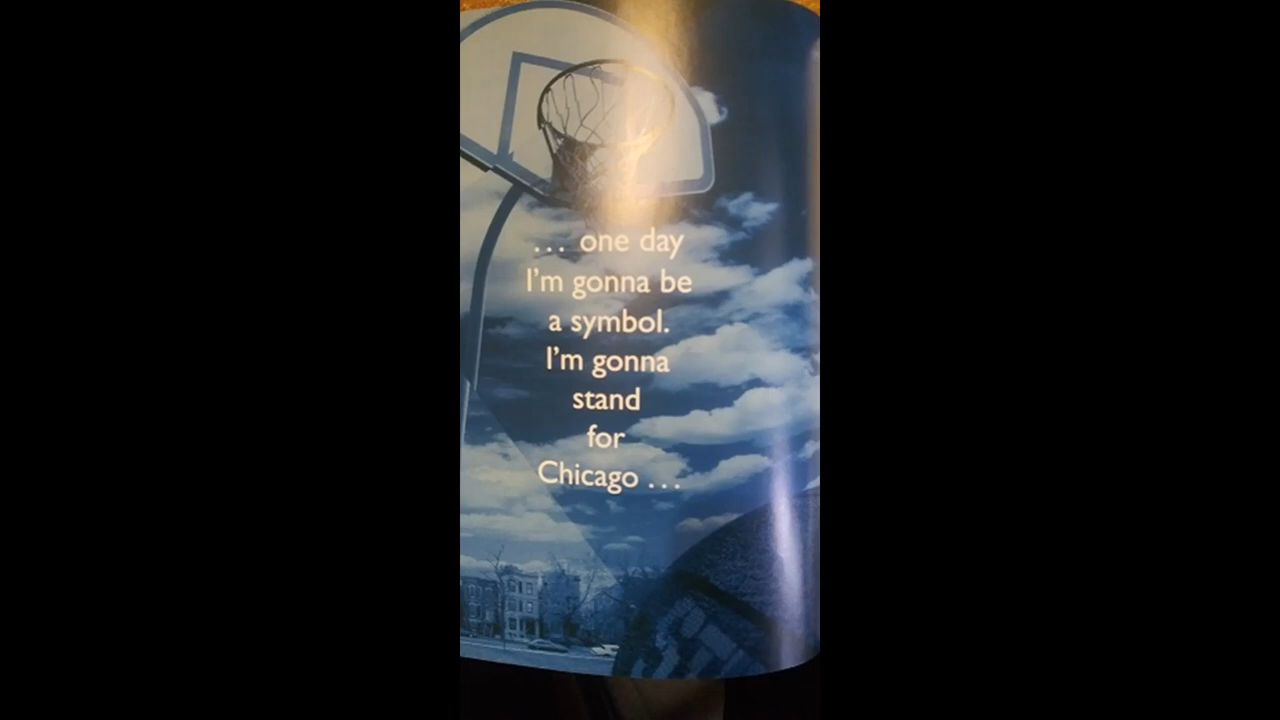 ... one day
I'm gonna be
a symbol.
I'm gonna
stand
for
Chicago ...